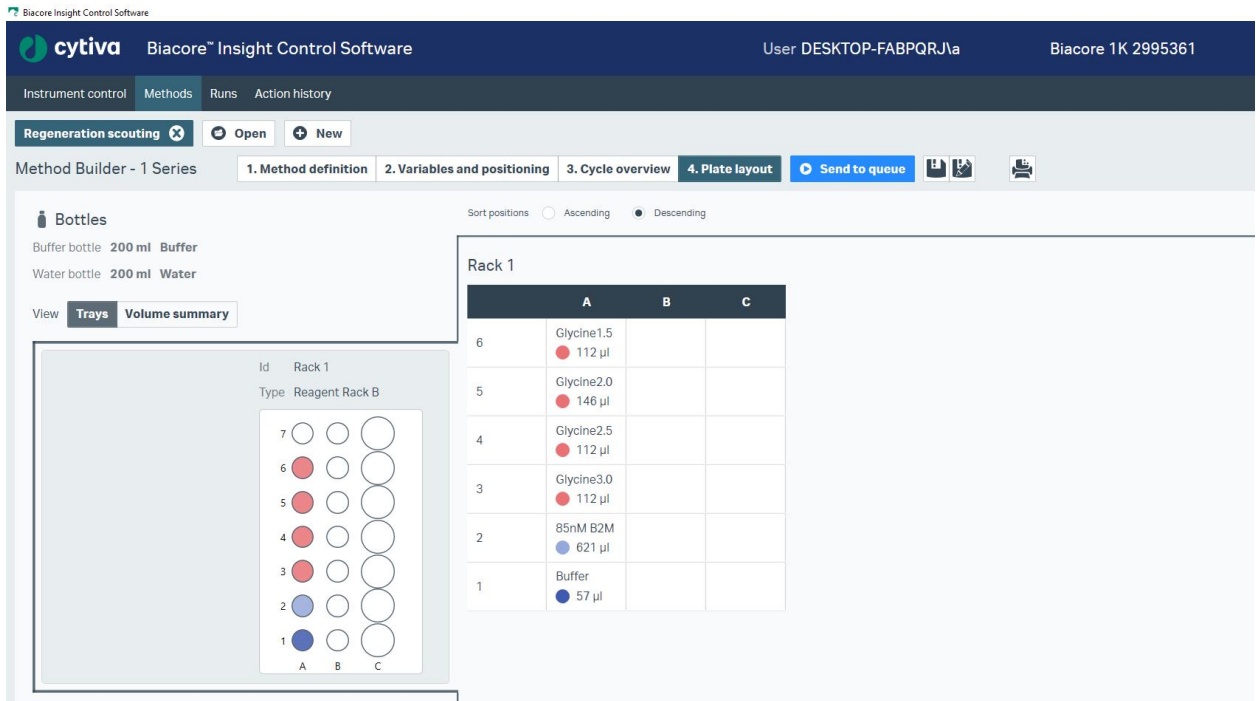 Biacore Insight Control Software
cytiva Biacore™ Insight Control Software User DESKTOP-FABPQRJ\a Biacore 1K 2995361
Instrument control Methods Runs Action history
Regeneration scouting Open New
Method Builder - 1 Series 1. Method definition 2. Variables and positioning 3. Cycle overview 4. Plate layout Send to queue
Bottles
Buffer bottle 200 ml Buffer
Water bottle 200 ml Water
View Trays Volume summary
Id Rack 1
Type Reagent Rack B
7
6
5
4
3
2
1
A B C
Sort positions Ascending Descending
Rack 1
A B C
6 Glycine1.5
112 µl
5 Glycine2.0
146 µl
4 Glycine2.5
112 µl
3 Glycine3.0
112 µl
2 85nM B2M
621 µl
1 Buffer
57 µl